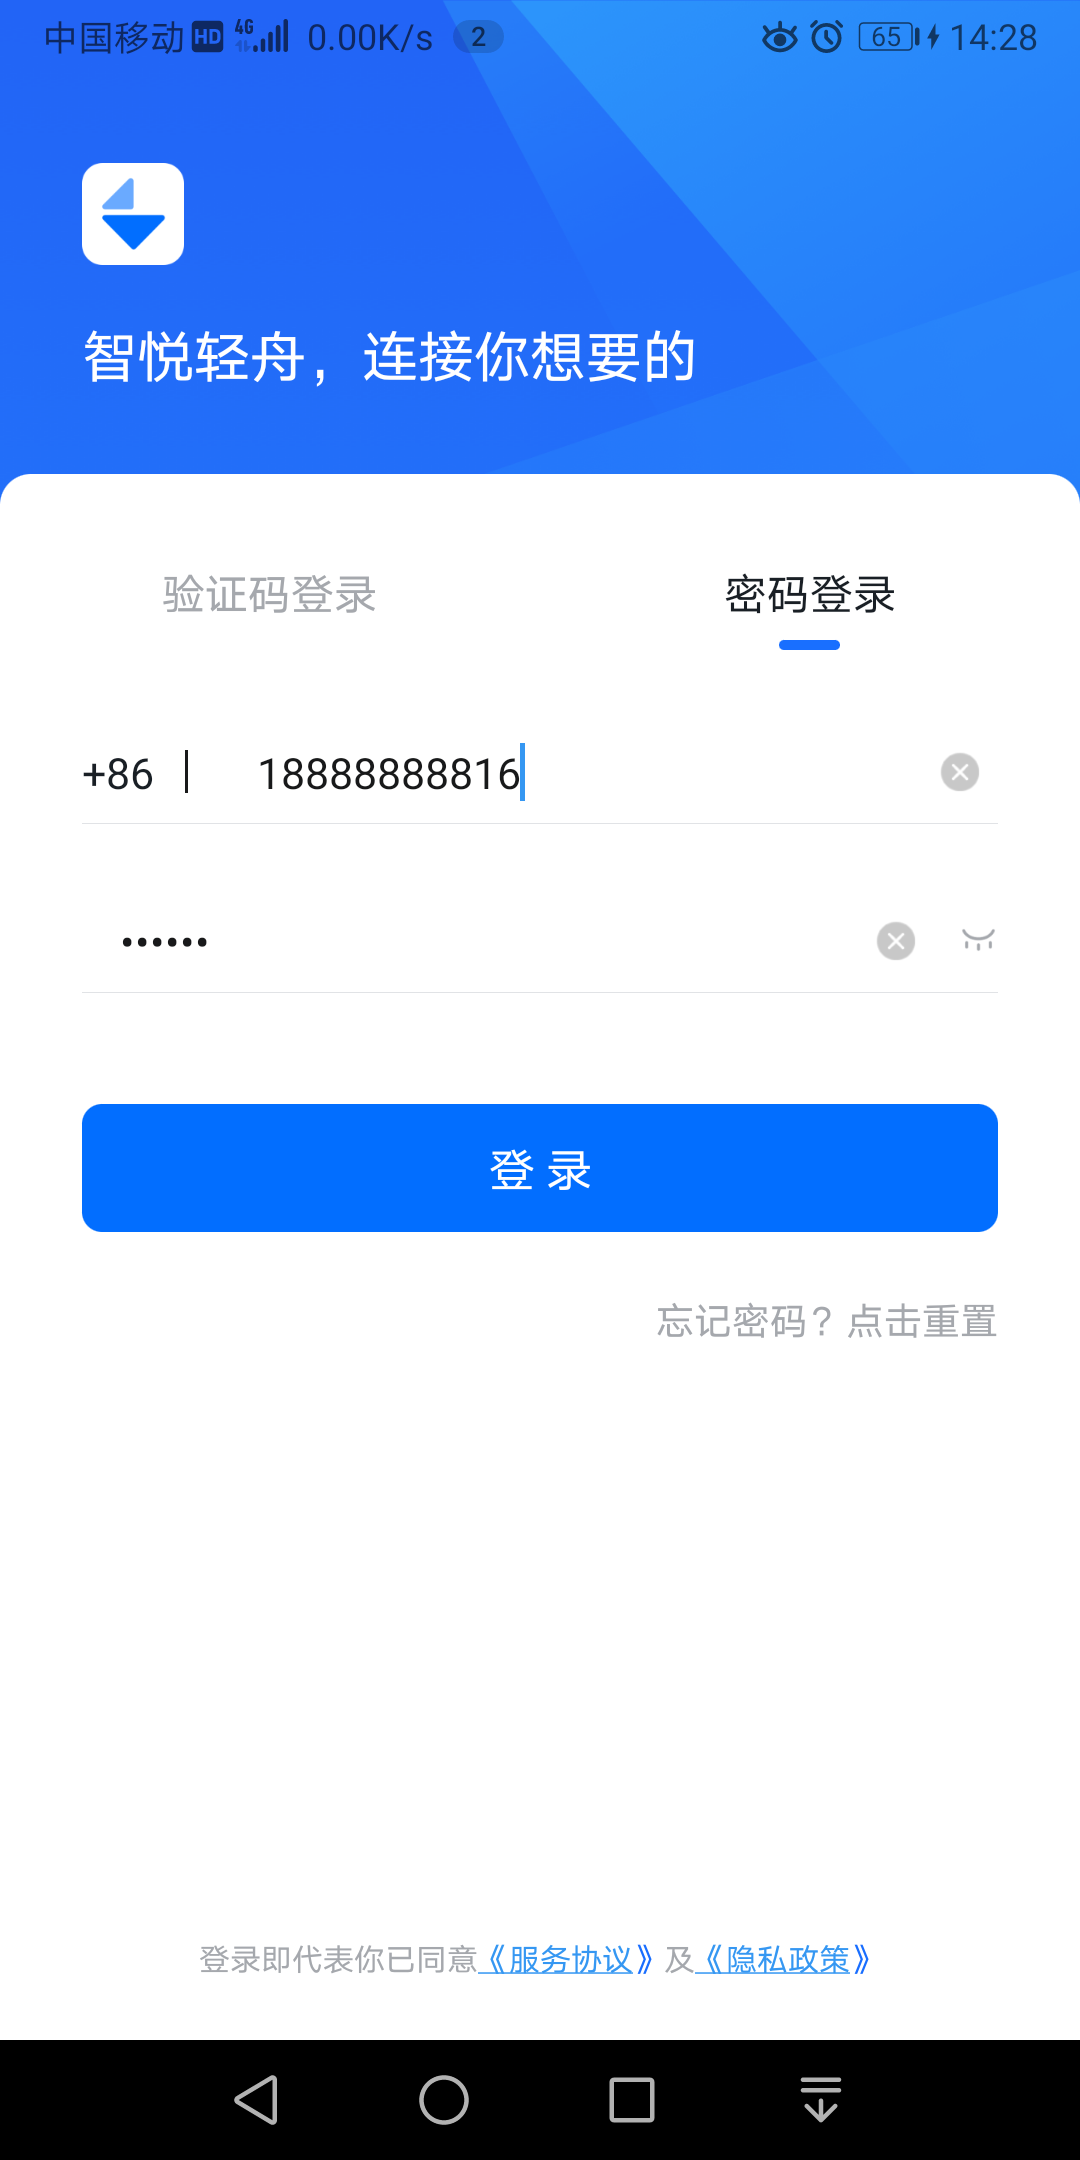 中国移动 HD 4G 0.00K/s 2 65 14:28
智悦轻舟，连接你想要的
验证码登录 密码登录
+86 18888888816
••••••
登 录
忘记密码？点击重置
登录即代表你已同意《服务协议》及《隐私政策》